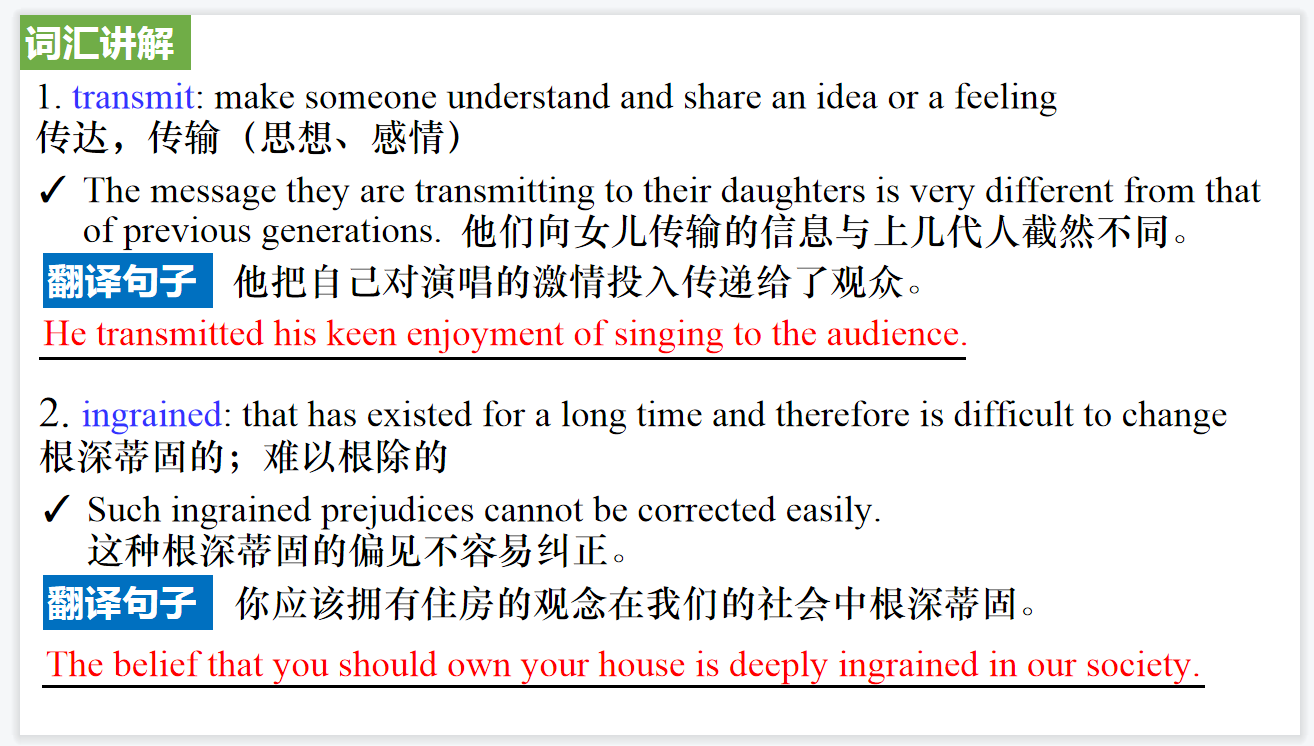 词汇讲解
1. transmit: make someone understand and share an idea or a feeling
传达，传输（思想、感情）
✓ The message they are transmitting to their daughters is very different from that
of previous generations. 他们向女儿传输的信息与上几代人截然不同。
翻译句子 他把自己对演唱的激情投入传递给了观众。
He transmitted his keen enjoyment of singing to the audience.
2. ingrained: that has existed for a long time and therefore is difficult to change
根深蒂固的；难以根除的
✓ Such ingrained prejudices cannot be corrected easily.
这种根深蒂固的偏见不容易纠正。
翻译句子 你应该拥有住房的观念在我们的社会中根深蒂固。
The belief that you should own your house is deeply ingrained in our society.